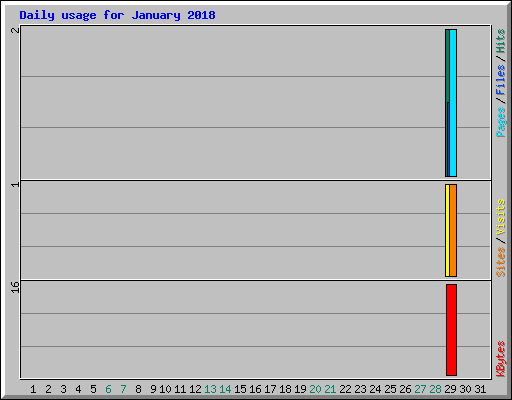 Daily usage for January 2018
2
1
16
Pages / Files / Hits
Sites / Visits
KBytes
1 2 3 4 5 6 7 8 9 10 11 12 13 14 15 16 17 18 19 20 21 22 23 24 25 26 27 28 29 30 31